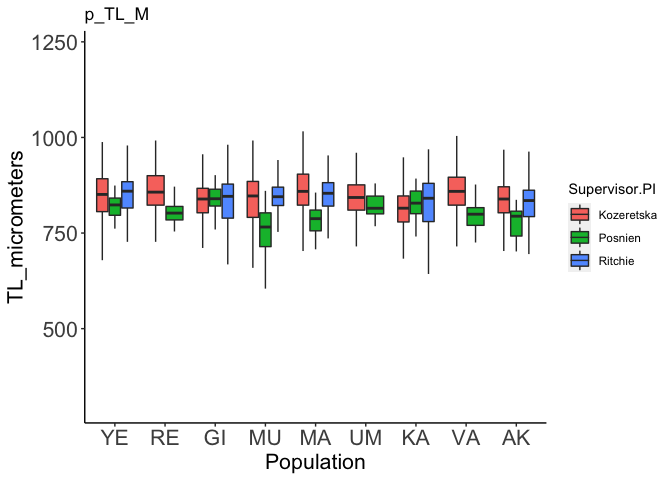 p_TL_M
1250
1000
750
500
TL_micrometers
YE RE GI MU MA UM KA VA AK
Population
Supervisor.PI
Kozeretska
Posnien
Ritchie